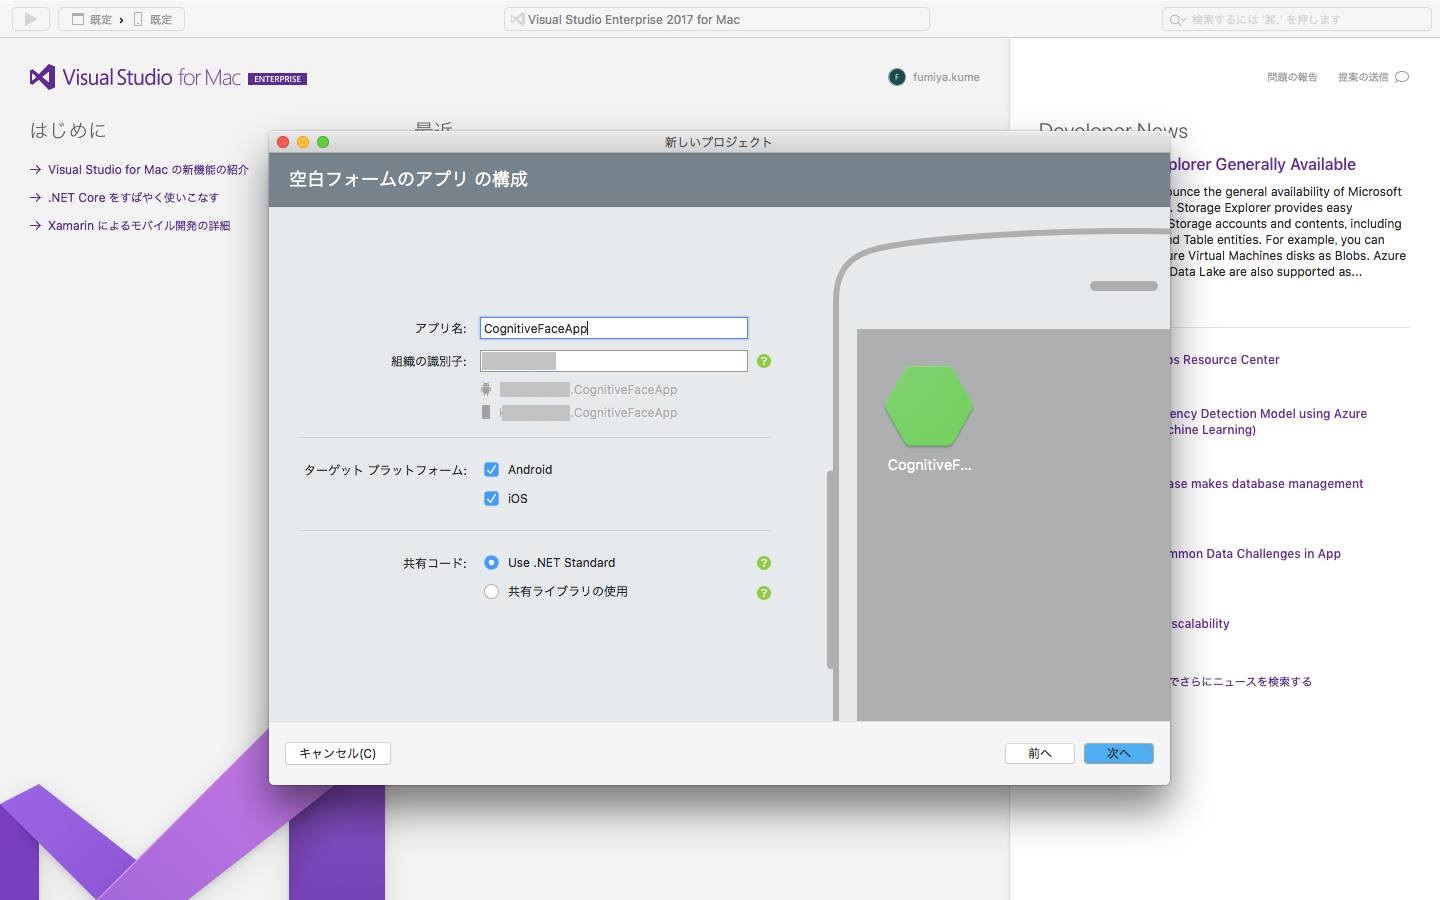 既定 › 既定
Visual Studio Enterprise 2017 for Mac
検索するには '⌘.' を押します
Visual Studio for Mac ENTERPRISE
F fumiya.kume
問題の報告 提案の送信
はじめに
最近
Developer News
Visual Studio for Mac の新機能の紹介
.NET Core をすばやく使いこなす
Xamarin によるモバイル開発の詳細
新しいプロジェクト
空白フォームのアプリ の構成
アプリ名: CognitiveFaceApp
組織の識別子: ?
.CognitiveFaceApp
.CognitiveFaceApp
ターゲット プラットフォーム: Android
iOS
共有コード: Use .NET Standard ?
共有ライブラリの使用 ?
CognitiveF...
キャンセル(C)
前へ 次へ
plorer Generally Available
ounce the general availability of Microsoft
. Storage Explorer provides easy
Storage accounts and contents, including
nd Table entities. For example, you can
ure Virtual Machines disks as Blobs. Azure
Data Lake are also supported as...
ps Resource Center
ency Detection Model using Azure
chine Learning)
ase makes database management
mmon Data Challenges in App
scalability
でさらにニュースを検索する